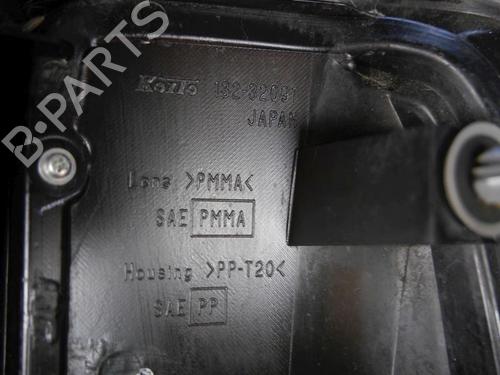 B-PARTS
Koito 132-32091
JAPAN
Lens >PMMA<
SAE PMMA
Housing >PP-T20<
SAE PP